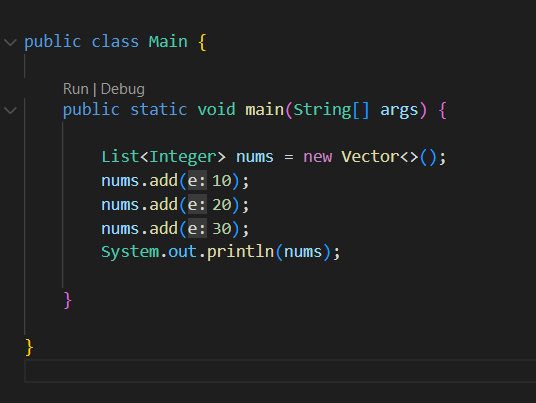 public class Main {
Run | Debug
public static void main(String[] args) {
List<Integer> nums = new Vector<>();
nums.add(e: 10);
nums.add(e: 20);
nums.add(e: 30);
System.out.println(nums);
}
}